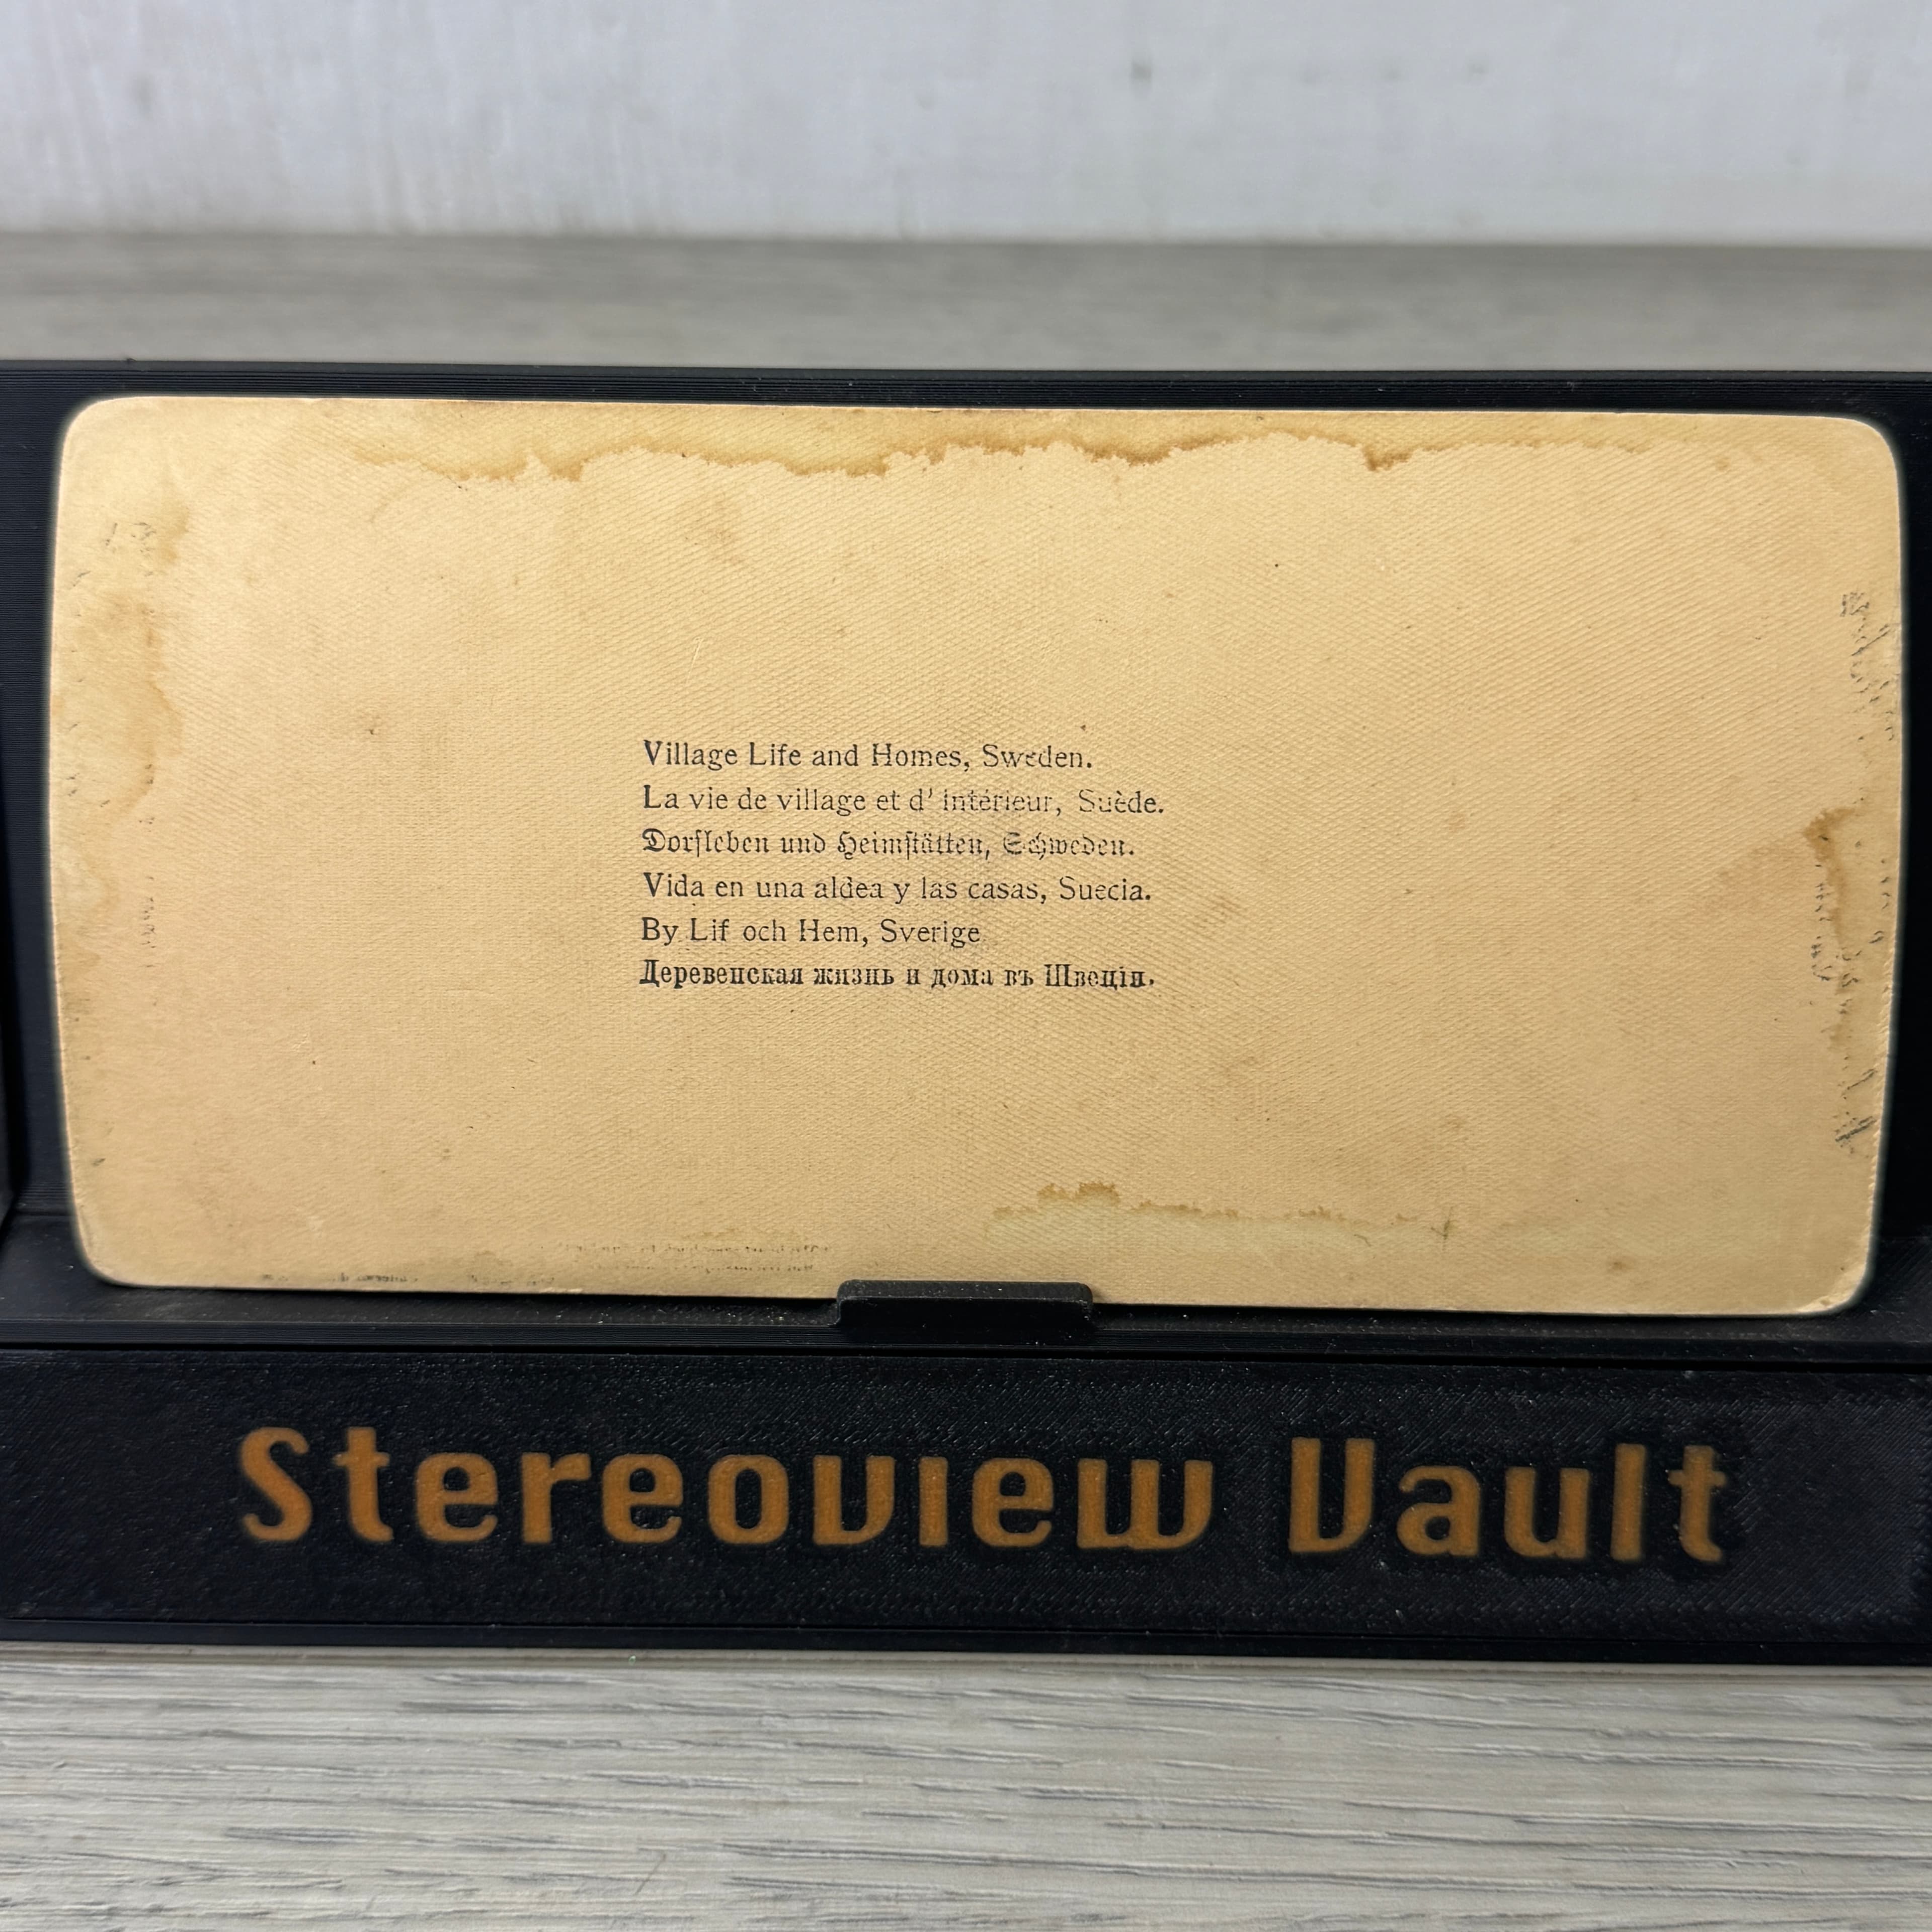 Village Life and Homes, Sweden.
La vie de village et d' intérieur, Suède.
Dorfleben und Heimstätten, Schweden.
Vida en una aldea y las casas, Suecia.
By Lif och Hem, Sverige
Деревенская жизнь и дома въ Швеціи.
Stereoview Vault